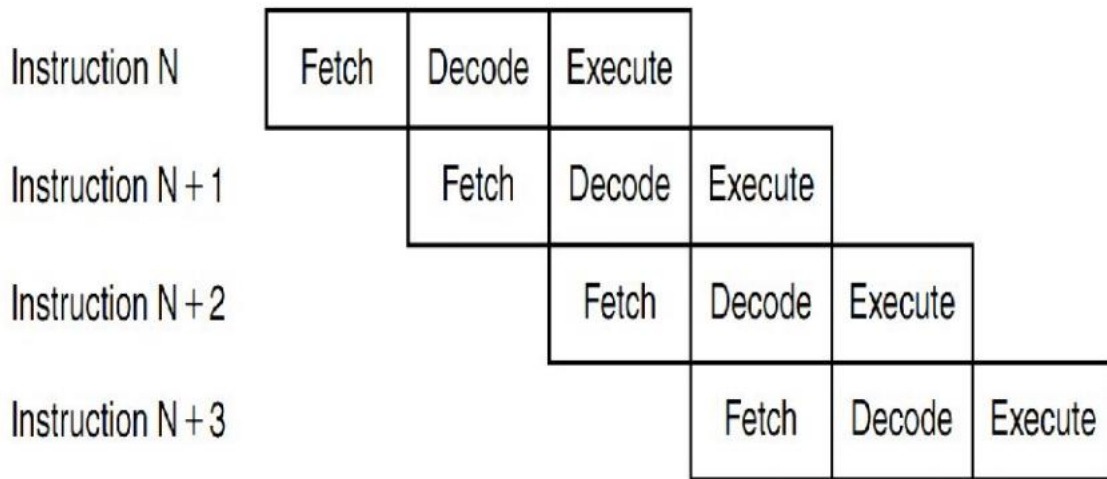 Instruction N Fetch Decode Execute
Instruction N + 1 Fetch Decode Execute
Instruction N + 2 Fetch Decode Execute
Instruction N + 3 Fetch Decode Execute